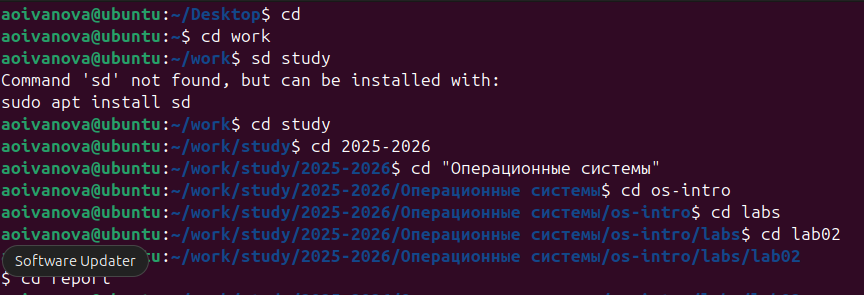 aoivanova@ubuntu:~/Desktop$ cd
aoivanova@ubuntu:~$ cd work
aoivanova@ubuntu:~/work$ sd study
Command 'sd' not found, but can be installed with:
sudo apt install sd
aoivanova@ubuntu:~/work$ cd study
aoivanova@ubuntu:~/work/study$ cd 2025-2026
aoivanova@ubuntu:~/work/study/2025-2026$ cd "Операционные системы"
aoivanova@ubuntu:~/work/study/2025-2026/Операционные системы$ cd os-intro
aoivanova@ubuntu:~/work/study/2025-2026/Операционные системы/os-intro$ cd labs
aoivanova@ubuntu:~/work/study/2025-2026/Операционные системы/os-intro/labs$ cd lab02
:~/work/study/2025-2026/Операционные системы/os-intro/labs/lab02
Software Updater
$ cd report